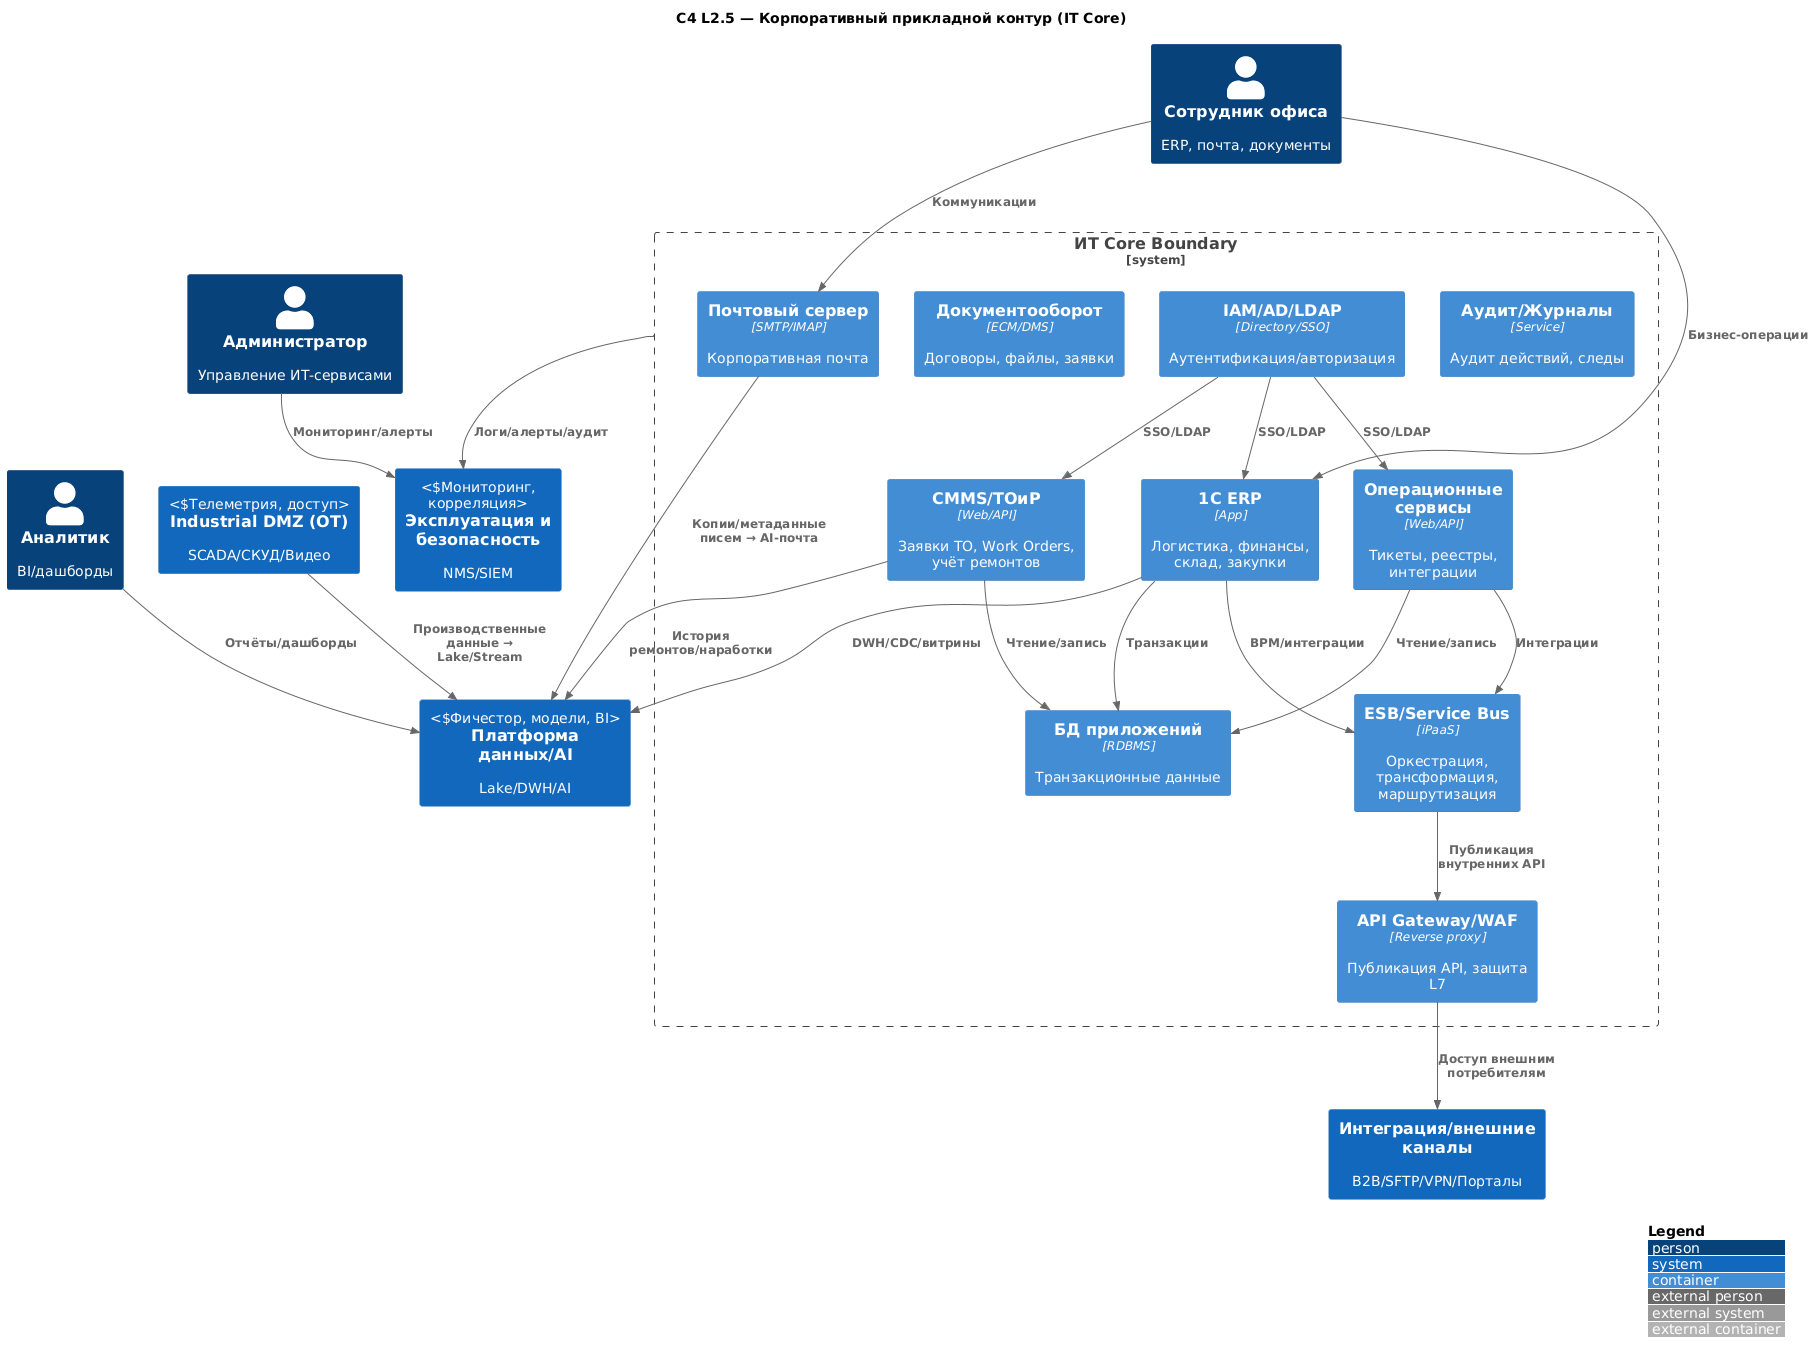 C4 L2.5 — Корпоративный прикладной контур (IT Core)
Сотрудник офиса
ERP, почта, документы
Коммуникации
Бизнес-операции
ИТ Core Boundary
[system]
Администратор
Управление ИТ-сервисами
Почтовый сервер
[SMTP/IMAP]
Корпоративная почта
Документооборот
[ECM/DMS]
Договоры, файлы, заявки
IAM/AD/LDAP
[Directory/SSO]
Аутентификация/авторизация
Аудит/Журналы
[Service]
Аудит действий, следы
Мониторинг/алерты
Логи/алерты/аудит
SSO/LDAP
SSO/LDAP
SSO/LDAP
Аналитик
BI/дашборды
<$Телеметрия, доступ>
Industrial DMZ (OT)
SCADA/СКУД/Видео
<$Мониторинг,
корреляция>
Эксплуатация и
безопасность
NMS/SIEM
Копии/метаданные
писем → AI-почта
CMMS/ТОиР
[Web/API]
Заявки ТО, Work Orders,
учёт ремонтов
1C ERP
[App]
Логистика, финансы,
склад, закупки
Операционные
сервисы
[Web/API]
Тикеты, реестры,
интеграции
Отчёты/дашборды
Производственные
данные →
Lake/Stream
История
ремонтов/наработки
DWH/CDC/витрины
Чтение/запись
Транзакции
BPM/интеграции
Чтение/запись
Интеграции
<$Фичестор, модели, BI>
Платформа
данных/AI
Lake/DWH/AI
БД приложений
[RDBMS]
Транзакционные данные
ESB/Service Bus
[iPaaS]
Оркестрация,
трансформация,
маршрутизация
Публикация
внутренних API
API Gateway/WAF
[Reverse proxy]
Публикация API, защита
L7
Доступ внешним
потребителям
Интеграция/внешние
каналы
B2B/SFTP/VPN/Порталы
Legend
person
system
container
external person
external system
external container